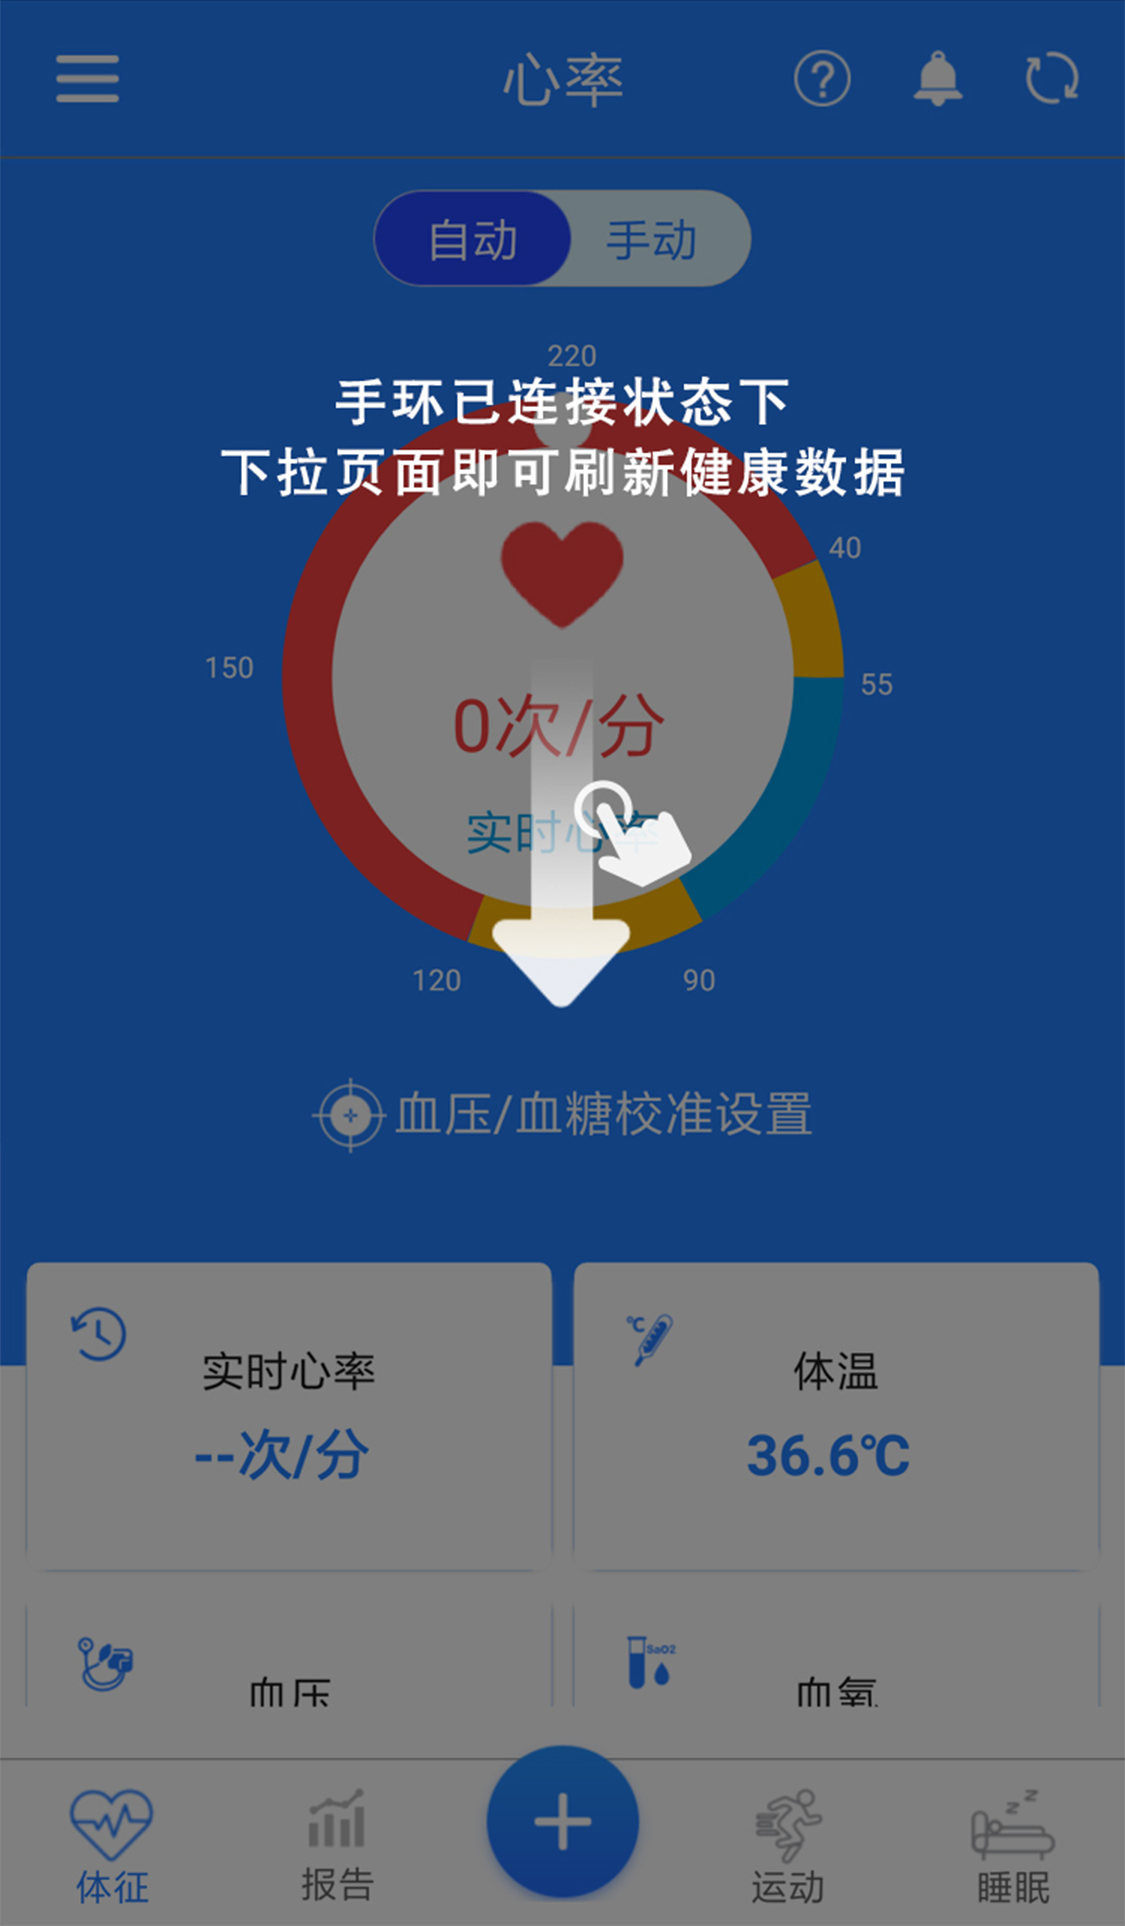 心率
自动 手动
220
手环已连接状态下
下拉页面即可刷新健康数据
40
150
55
0次/分
实时心率
120
90
血压/血糖校准设置
实时心率
--次/分
℃
体温
36.6℃
血压
SaO2
血氧
体征
报告
运动
睡眠